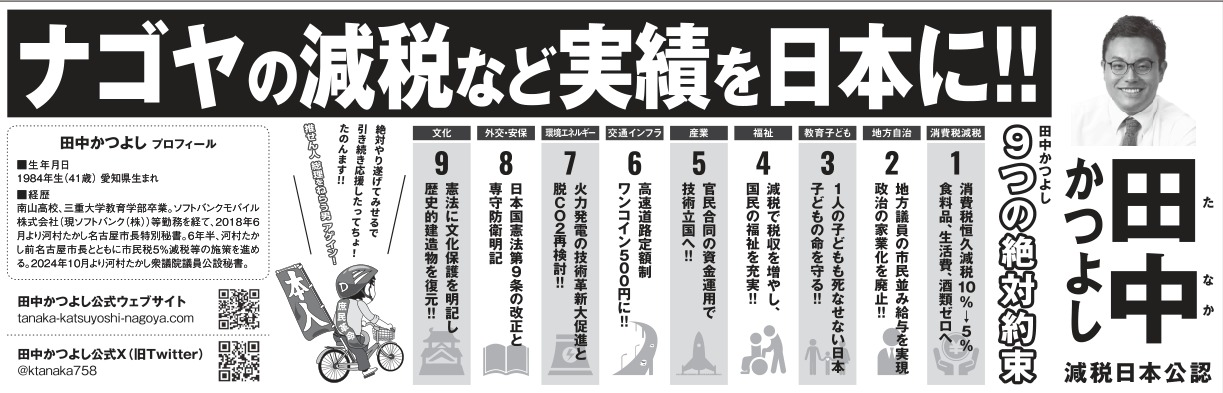 ナゴヤの減税など実績を日本に!!
田中
たなか
かつよし
減税日本公認
田中かつよし
9つの絶対約束
消費税減税
1
消費税恒久減税10%→5%
食料品、生活費、酒類ゼロへ
地方自治
2
地方議員の市民並み給与を実現
政治の家業化を廃止!!
教育子ども
3
1人の子どもも死なせない日本
子どもの命を守る!!
福祉
4
減税で税収を増やし、
国民の福祉を充実!!
産業
5
官民合同の資金運用で
技術立国へ!!
交通インフラ
6
高速道路定額制
ワンコイン500円に!!
環境エネルギー
7
火力発電の技術革新大促進と
脱CO2再検討!!
外交・安保
8
日本国憲法第9条の改正と
専守防衛明記
文化
9
憲法に文化保護を明記し
歴史的建造物を復元!!
絶対やり遂げてみせるで
引き続き応援したってちょ!
たのんます!!
推せん人 総理をねらう男 アゲイン!
本人
D
庶民革
田中かつよし プロフィール
■生年月日
1984年生(41歳) 愛知県生まれ
■経歴
南山高校、三重大学教育学部卒業。ソフトバンクモバイル
株式会社(現ソフトバンク(株))等勤務を経て、2018年6
月より河村たかし名古屋市長特別秘書。6年半、河村たか
し前名古屋市長とともに市民税5%減税等の施策を進め
る。2024年10月より河村たかし衆議院議員公設秘書。
田中かつよし公式ウェブサイト
tanaka-katsuyoshi-nagoya.com
田中かつよし公式X(旧Twitter)
@ktanaka758